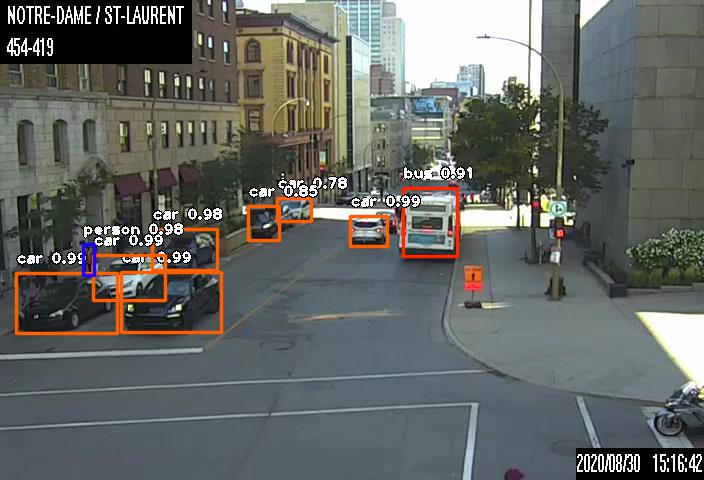 NOTRE-DAME / ST-LAURENT
454-419
bus 0.91
car 0.78
car 0.85
car 0.99
car 0.98
person 0.98
car 0.99
car 0.99
car 0.99
2020/08/30 15:16:42